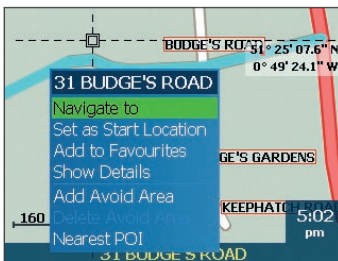 BUDGE'S ROAD
51° 25' 07.6" N
0° 49' 24.1" W
31 BUDGE'S ROAD
Navigate to
Set as Start Location
Add to Favourites
GE'S GARDENS
Show Details
Add Avoid Area
KEEPHATCH ROAD
Delete Avoid Area
160
5:02
pm
Nearest POI
31 BUDGE'S ROAD